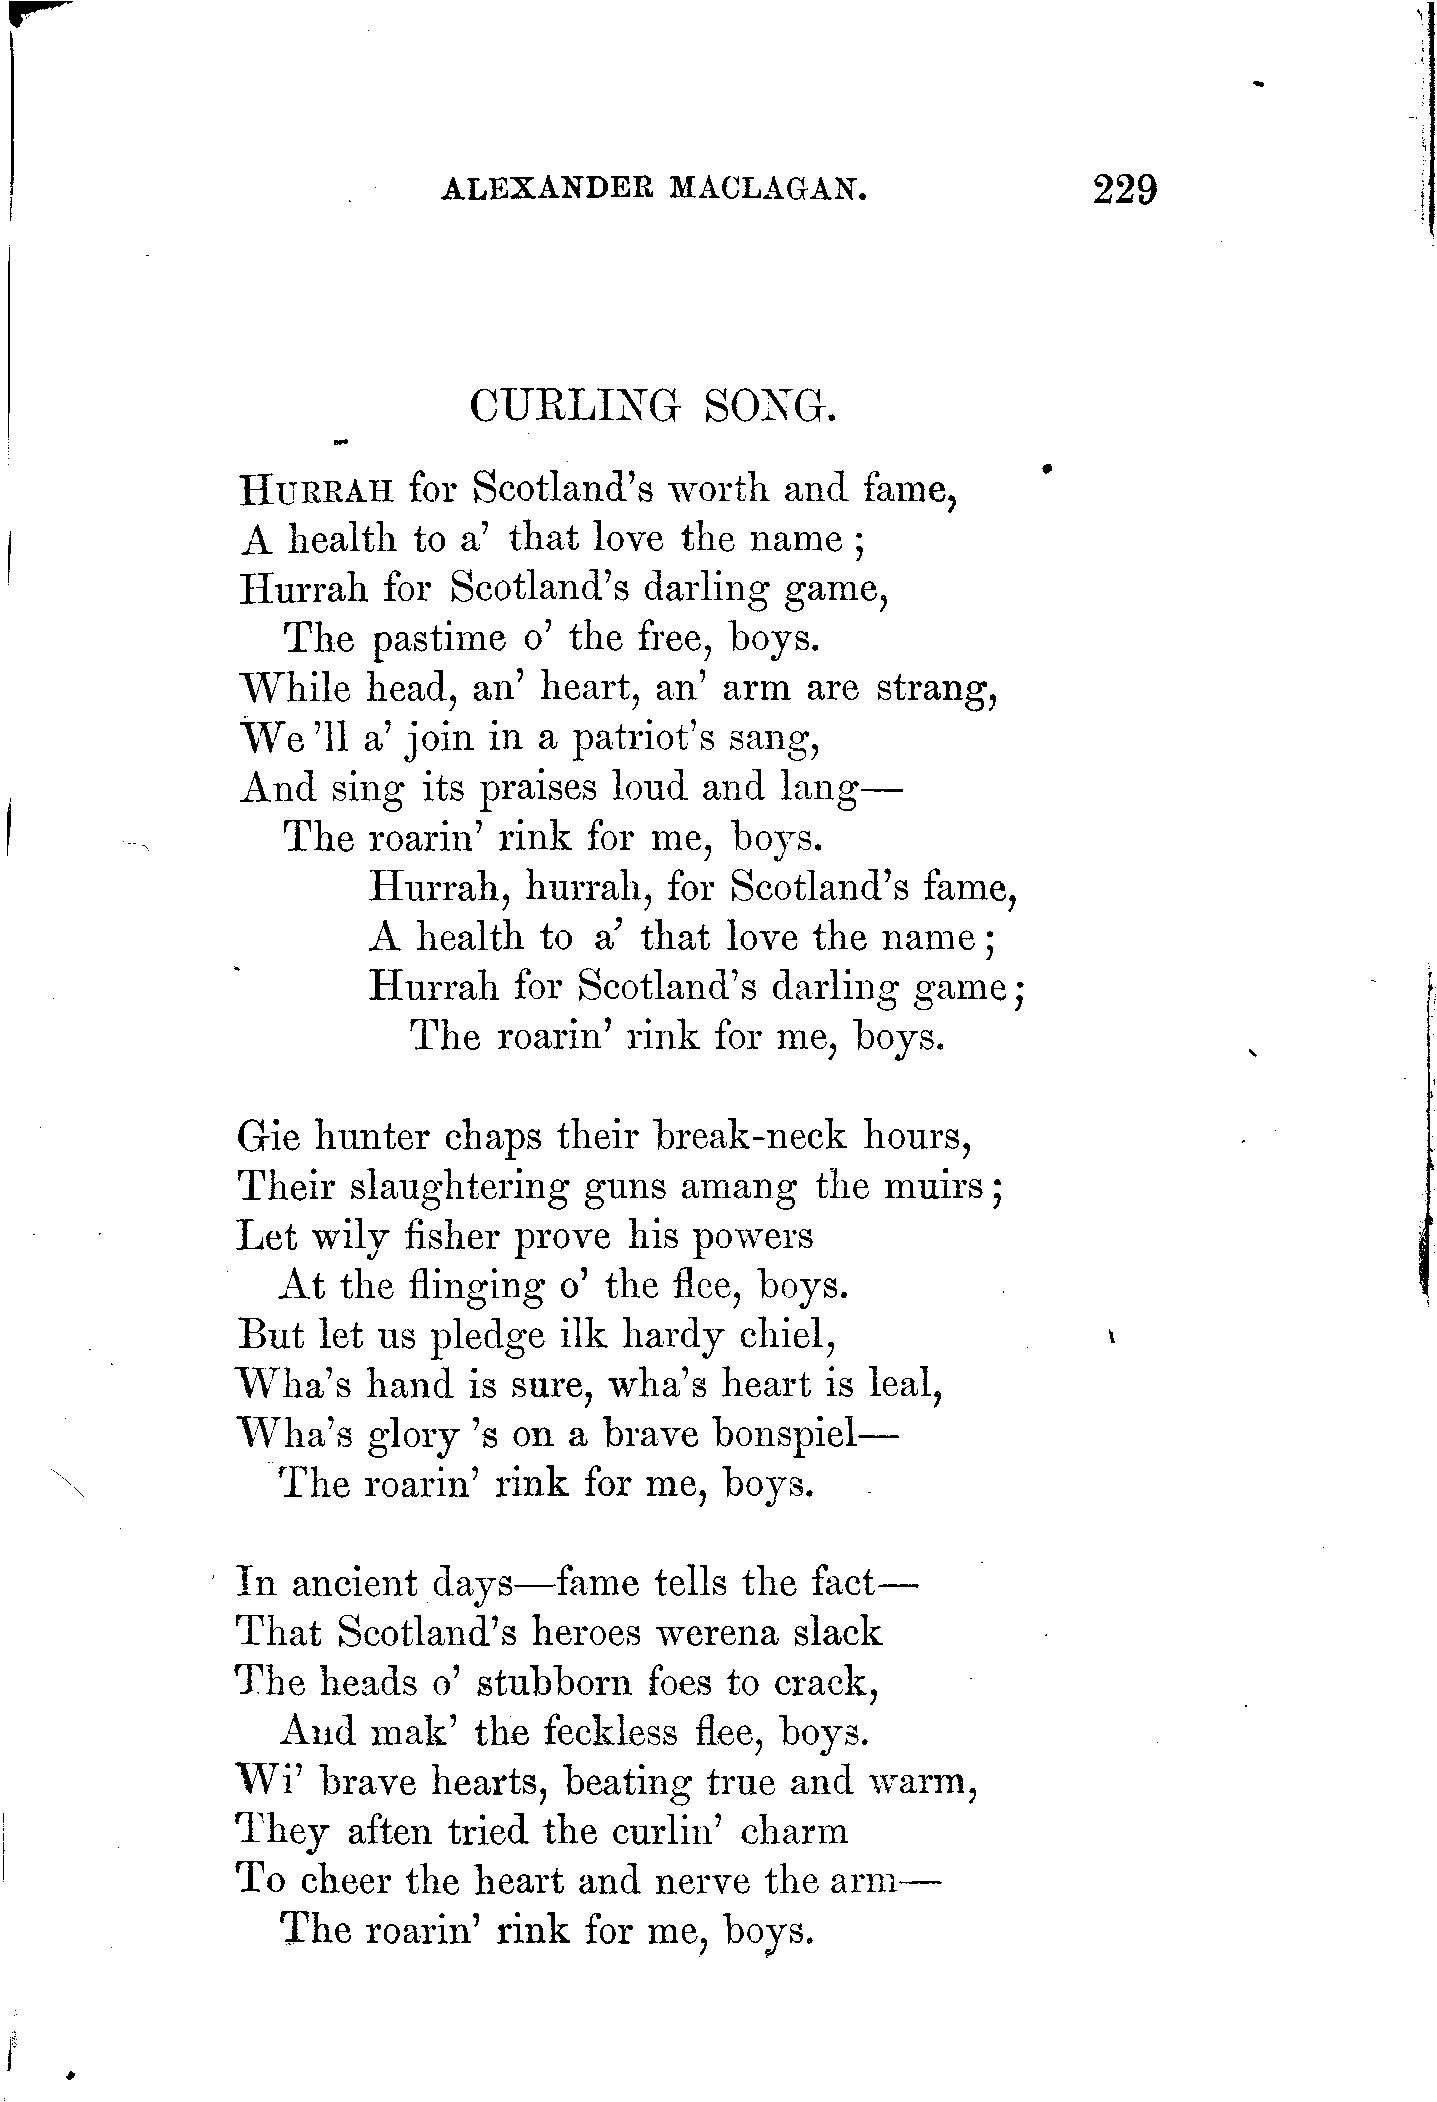 ALEXANDER MACLAGAN. 229
CURLING SONG.
HURRAH for Scotland's worth and fame,
A health to a' that love the name ;
Hurrah for Scotland's darling game,
The pastime o' the free, boys.
While head, an' heart, an' arm are strang,
We 'll a' join in a patriot's sang,
And sing its praises loud and lang—
The roarin' rink for me, boys.
Hurrah, hurrah, for Scotland's fame,
A health to a' that love the name ;
Hurrah for Scotland's darling game ;
The roarin' rink for me, boys.
Gie hunter chaps their break-neck hours,
Their slaughtering guns amang the muirs ;
Let wily fisher prove his powers
At the flinging o' the flee, boys.
But let us pledge ilk hardy chiel,
Wha's hand is sure, wha's heart is leal,
Wha's glory 's on a brave bonspiel—
The roarin' rink for me, boys.
In ancient days—fame tells the fact—
That Scotland's heroes werena slack
The heads o' stubborn foes to crack,
And mak' the feckless flee, boys.
Wi' brave hearts, beating true and warm,
They aften tried the curlin' charm
To cheer the heart and nerve the arm—
The roarin' rink for me, boys.